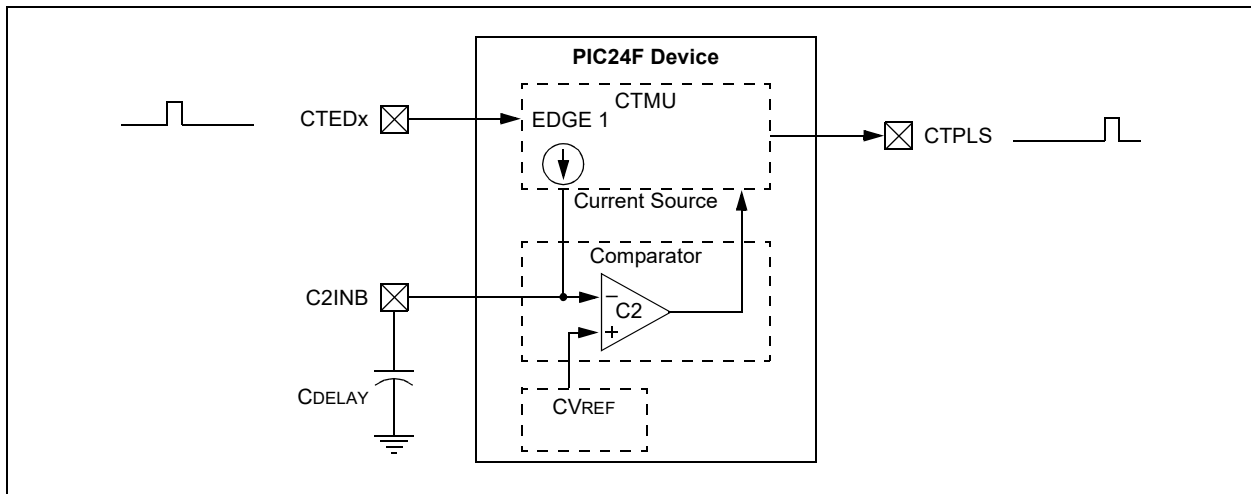 PIC24F Device
CTMU
CTEDx
EDGE 1
CTPLS
Current Source
Comparator
C2INB
−
C2
+
CDELAY
CVREF